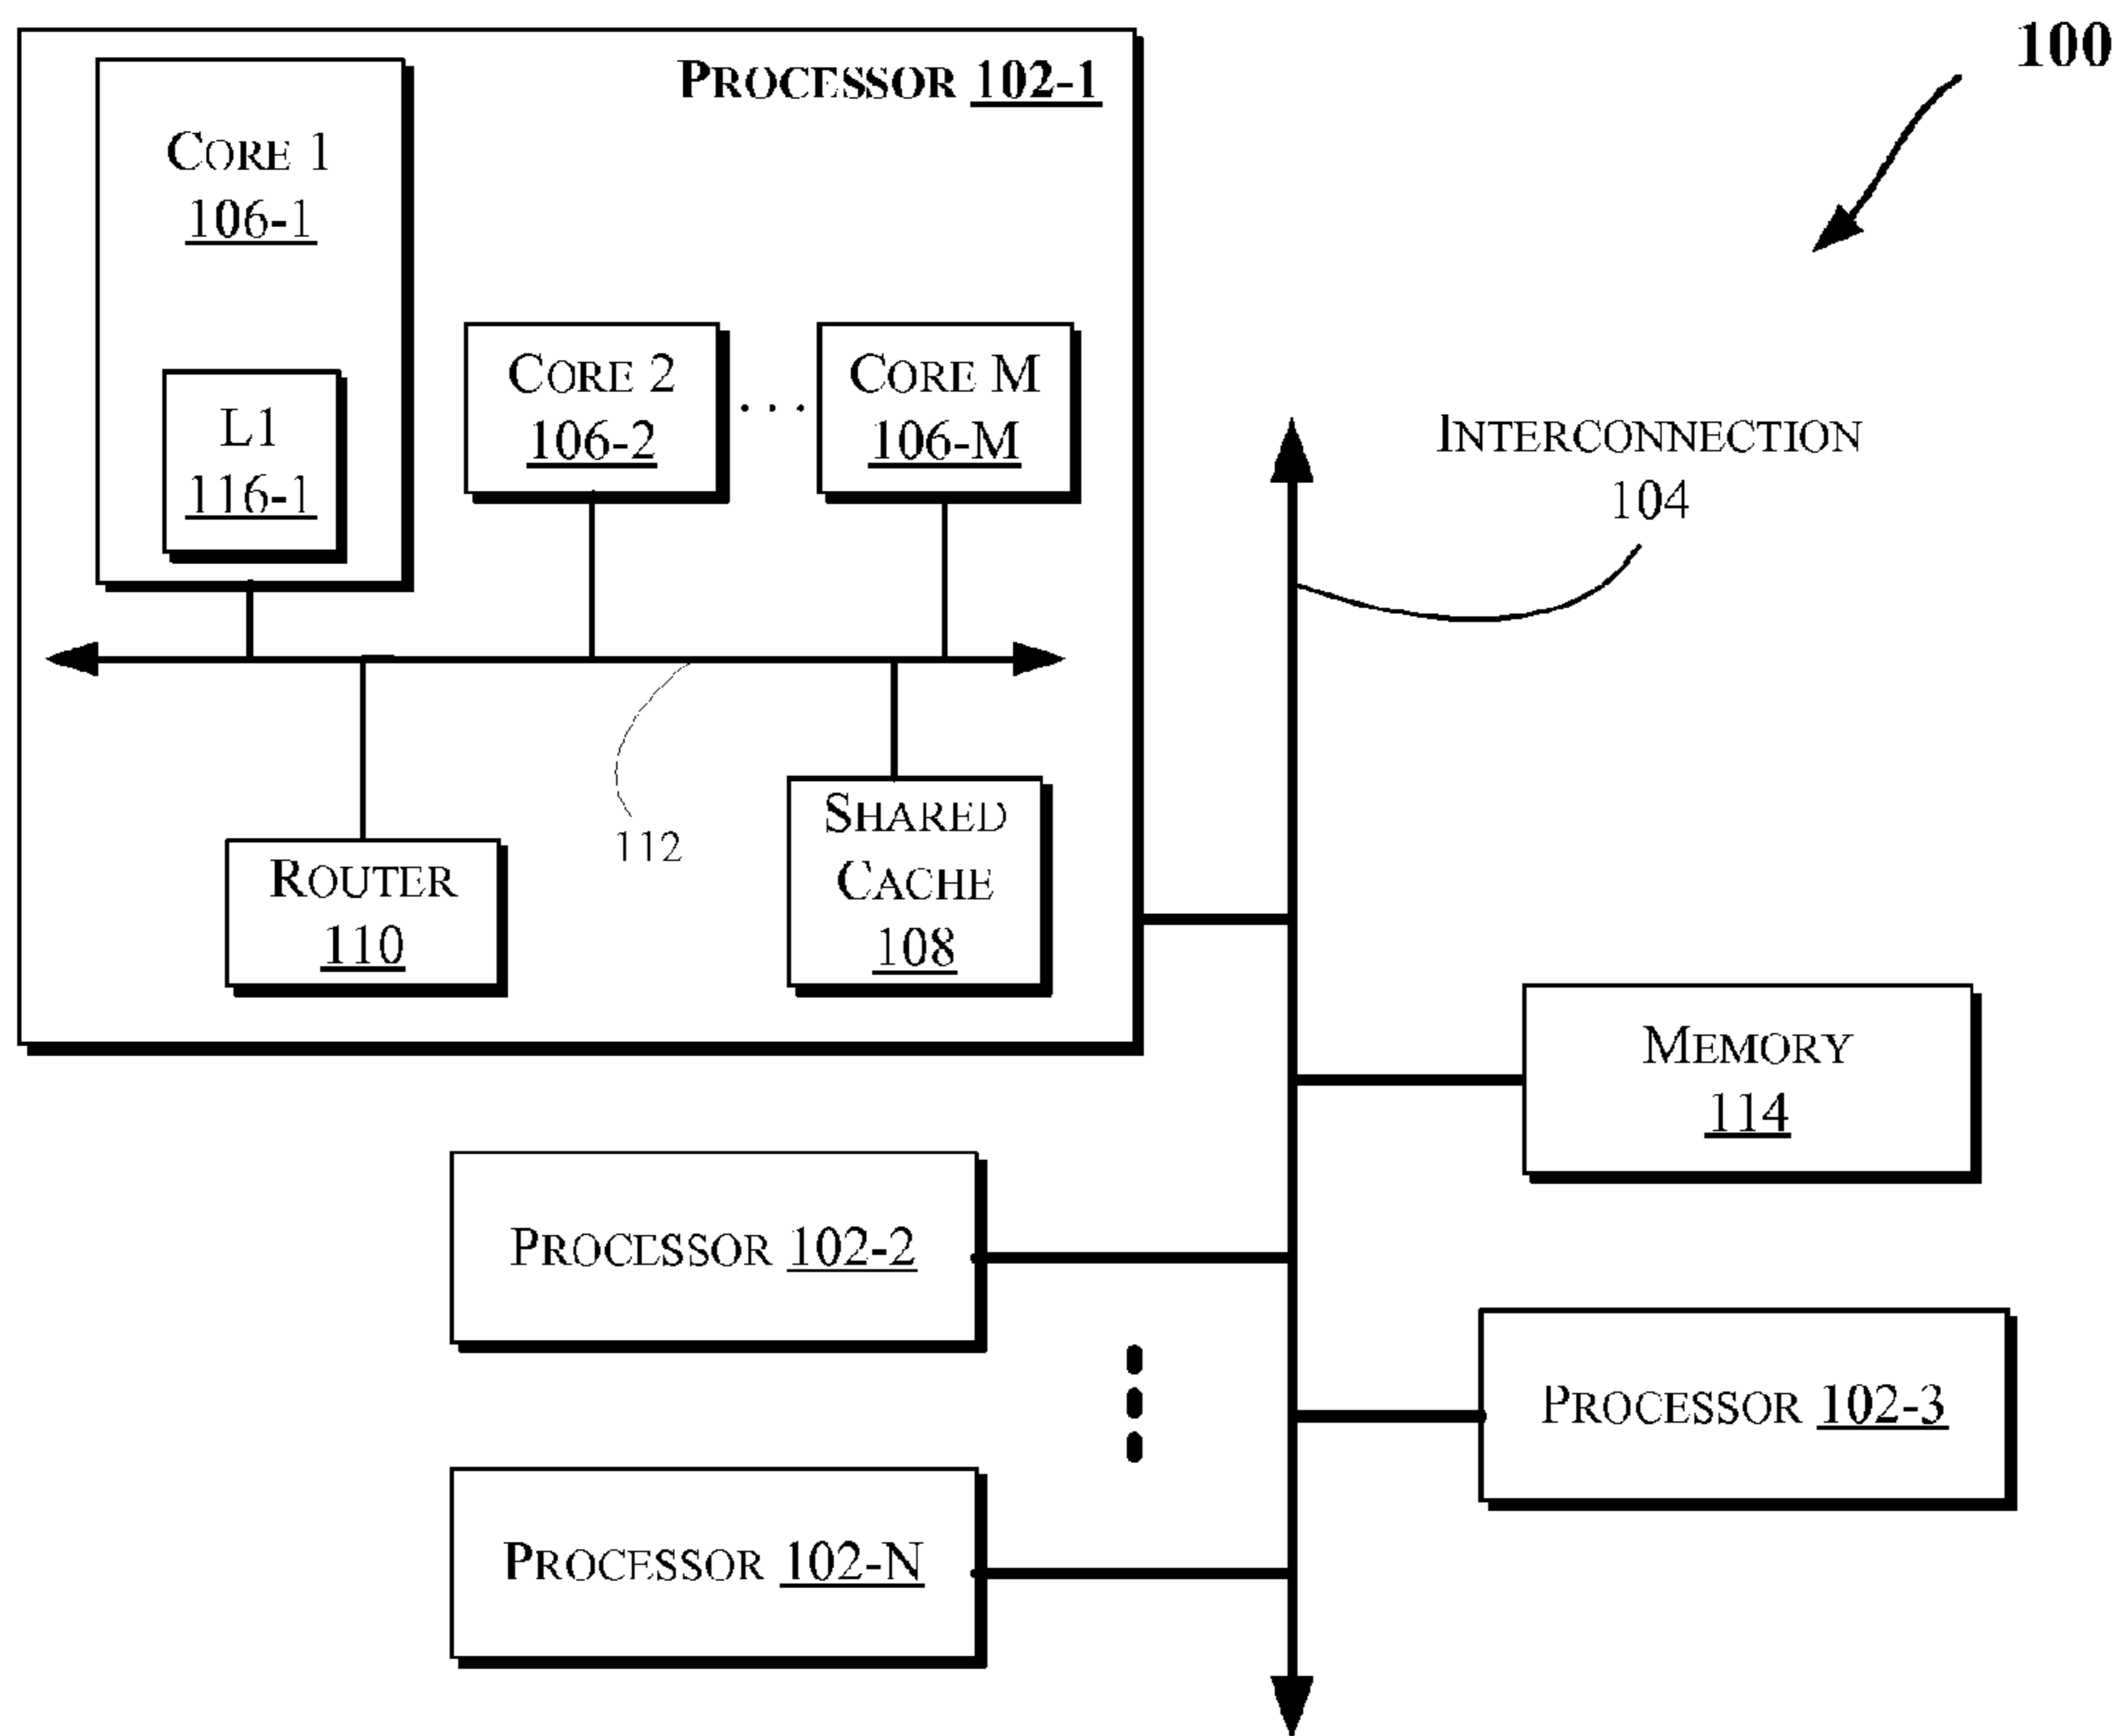 100
PROCESSOR 102-1
CORE 1
106-1
L1
116-1
CORE 2
106-2
...
CORE M
106-M
INTERCONNECTION
104
112
ROUTER
110
SHARED
CACHE
108
MEMORY
114
PROCESSOR 102-2
PROCESSOR 102-3
PROCESSOR 102-N